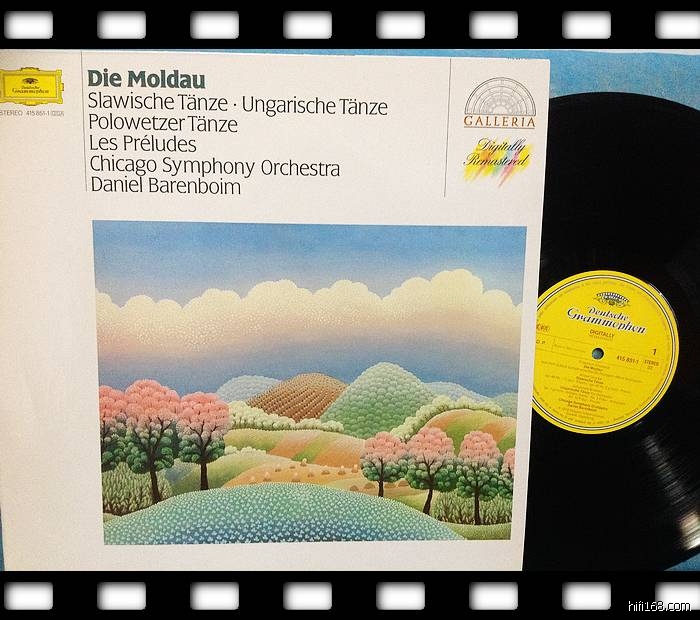 Deutsche
Grammophon
STEREO 415 851-1
Die Moldau
Slawische Tänze · Ungarische Tänze
Polowetzer Tänze
Les Préludes
Chicago Symphony Orchestra
Daniel Barenboim
GALLERIA
Digitally
Remastered
Deutsche
Grammophon
DIGITALLY
415 851-1
1
STEREO
hifi168.com